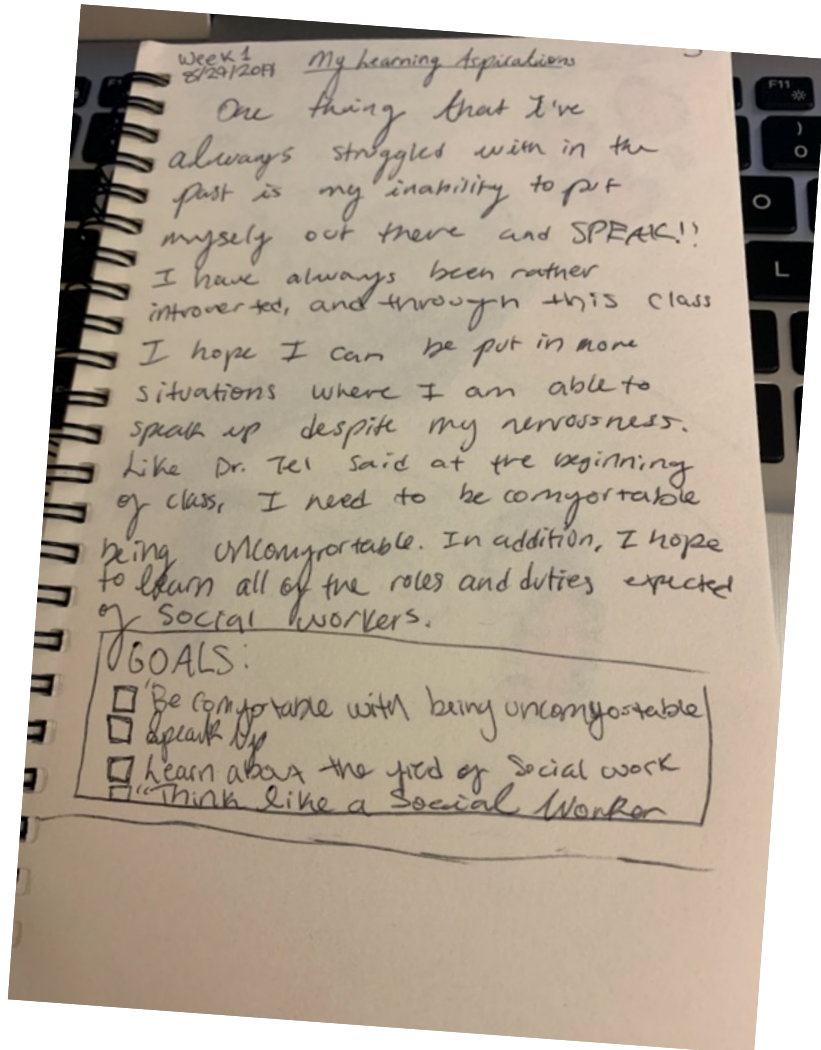 Week 1
8/29/2019
My Learning Aspirations
One thing that I've
always struggled with in the
past is my inability to put
myself out there and SPEAK!!
I have always been rather
introverted, and through this class
I hope I can be put in more
situations where I am able to
speak up despite my nervossness.
Like Dr. Tei said at the beginning
of class, I need to be comfortable
being uncomfortable. In addition, I hope
to learn all of the roles and duties expected
of Social Workers.
GOALS:
Be comfortable with being uncomfortable
Speak Up
Learn about the field of Social work
"Think like a Social Worker
F11
)
0
O
L